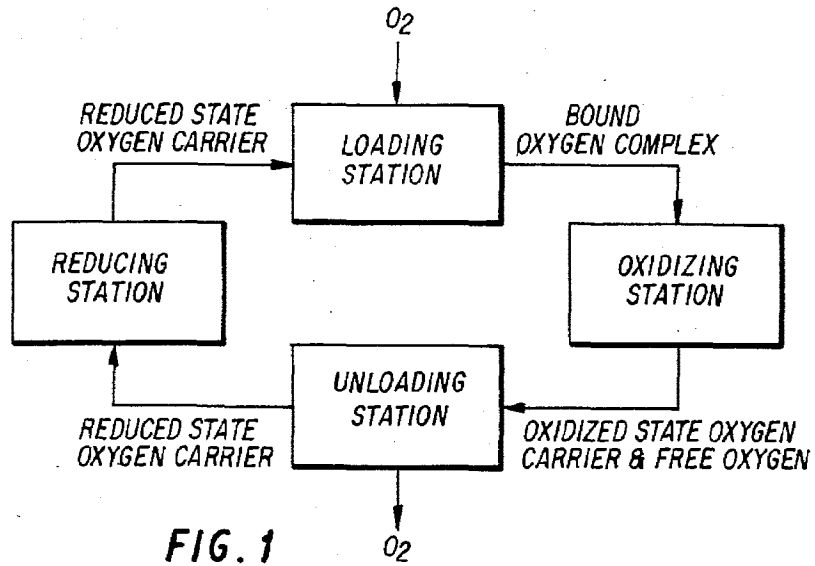 O2
REDUCED STATE
OXYGEN CARRIER
LOADING
STATION
BOUND
OXYGEN COMPLEX
REDUCING
STATION
OXIDIZING
STATION
UNLOADING
STATION
REDUCED STATE
OXYGEN CARRIER
OXIDIZED STATE OXYGEN
CARRIER & FREE OXYGEN
FIG. 1
O2